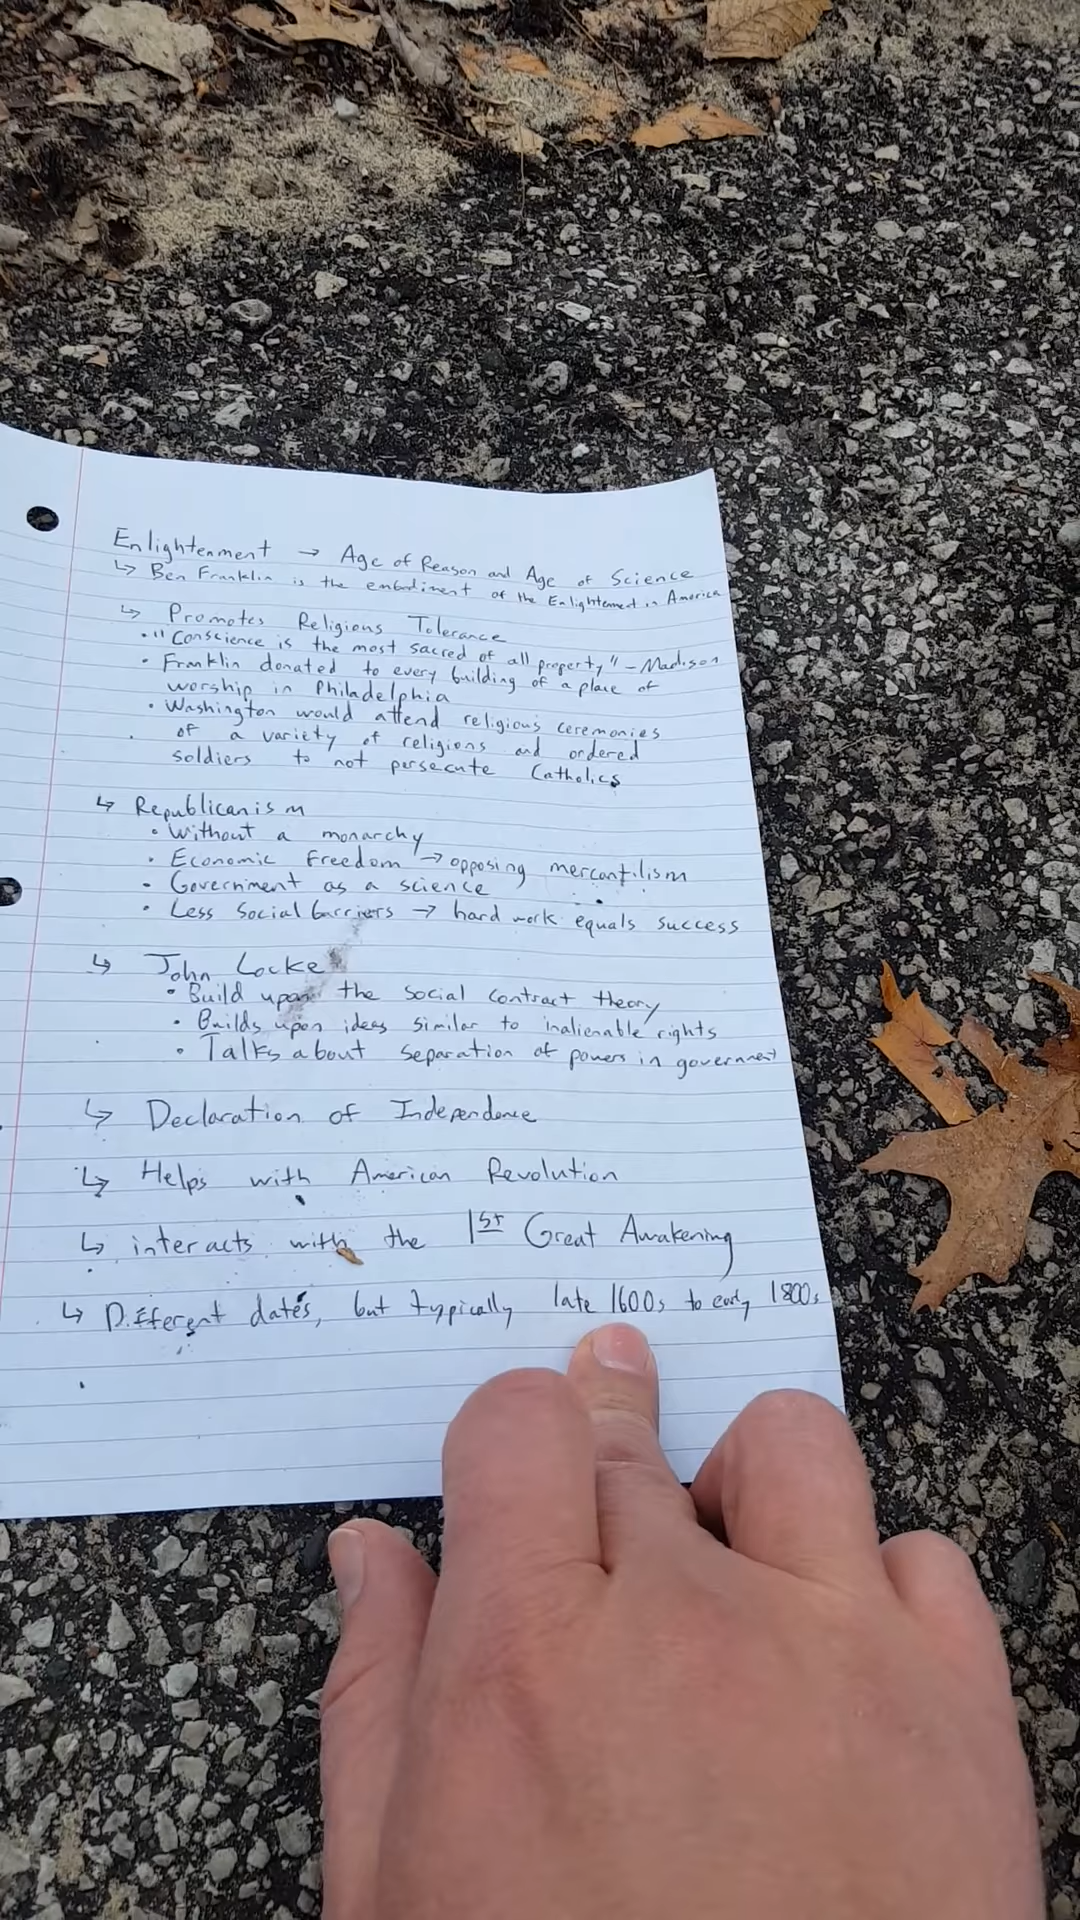 Enlightenment → Age of Reason and Age of Science
↳ Ben Franklin is the embodiment of the Enlightenment in America
↳ Promotes Religious Tolerance
• "Conscience is the most sacred of all property" - Madison
• Franklin donated to every building of a place of
worship in Philadelphia
• Washington would attend religious ceremonies
of a variety of religions and ordered
soldiers to not persecute Catholics
↳ Republicanism
• Without a monarchy
• Economic Freedom → opposing mercantilism
• Government as a science
• Less Social barriers → hard work equals success
↳ John Locke
• Build upon the social contract theory
• Builds upon ideas similar to inalienable rights
• Talks about separation of powers in government
↳ Declaration of Independence
↳ Helps with American Revolution
↳ interacts with the 1st Great Awakening
↳ Different dates, but typically late 1600s to early 1800s